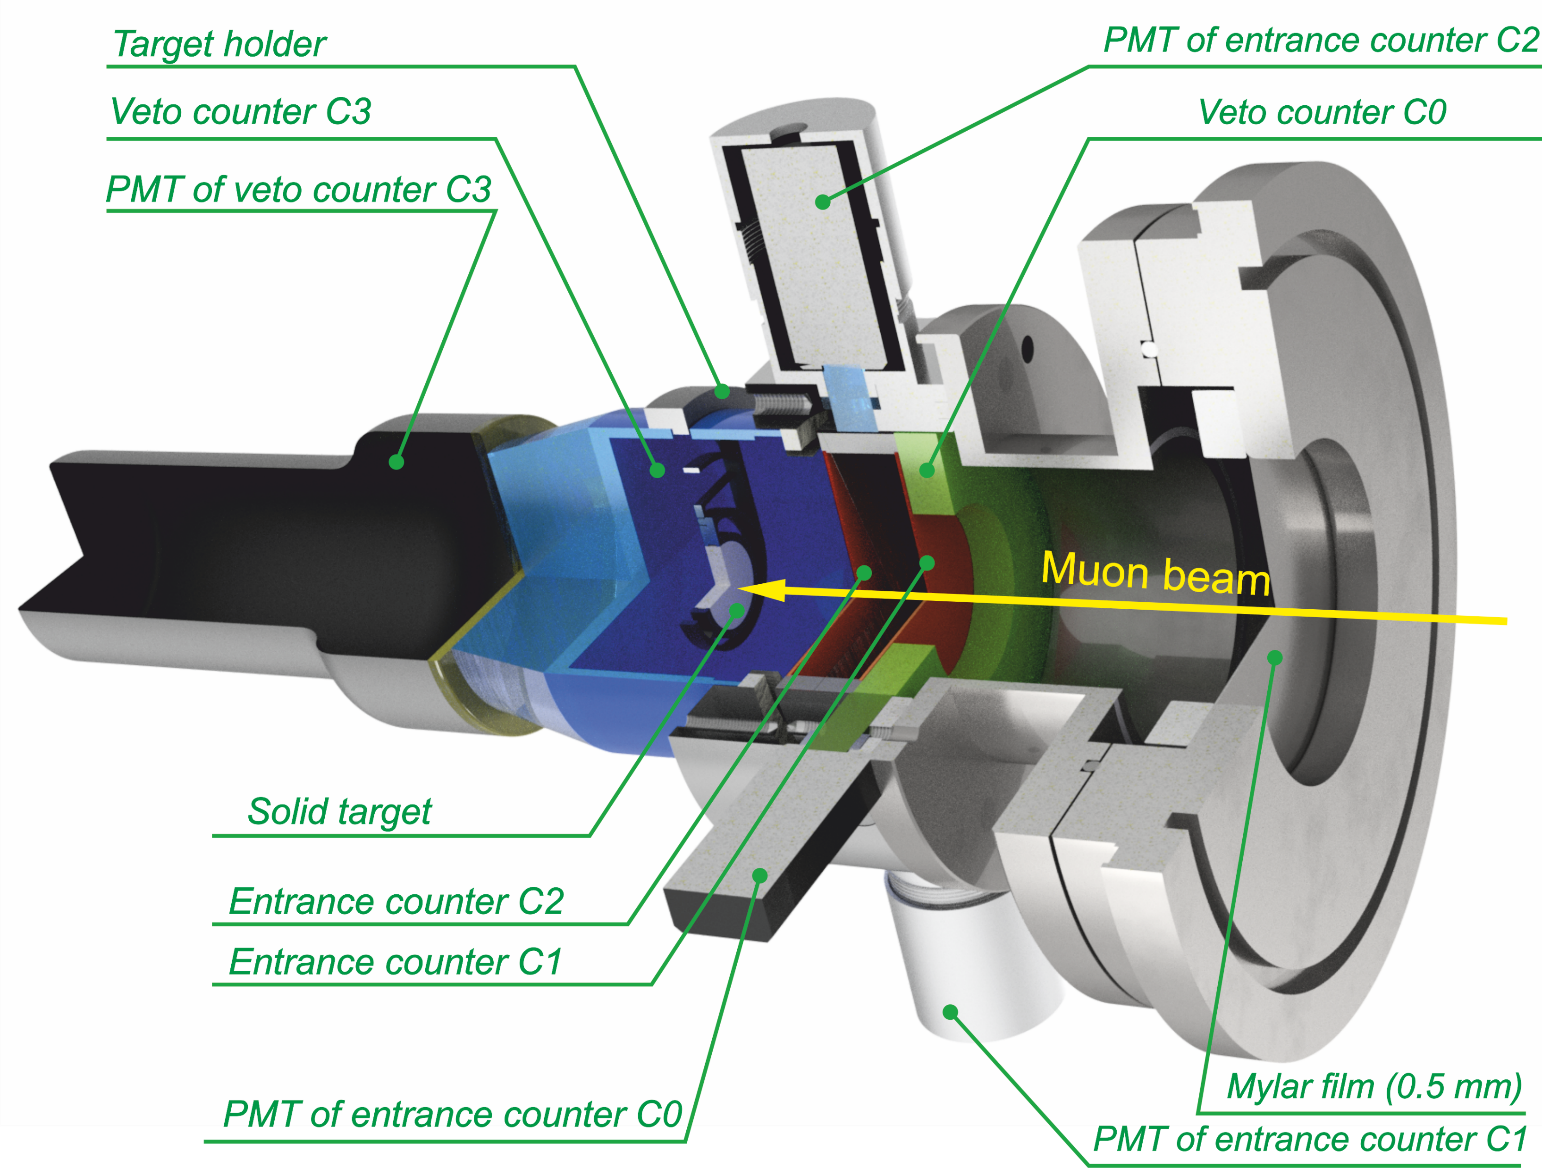 Target holder
PMT of entrance counter C2
Veto counter C3
Veto counter C0
PMT of veto counter C3
Muon beam
Solid target
Entrance counter C2
Entrance counter C1
PMT of entrance counter C0
Mylar film (0.5 mm)
PMT of entrance counter C1